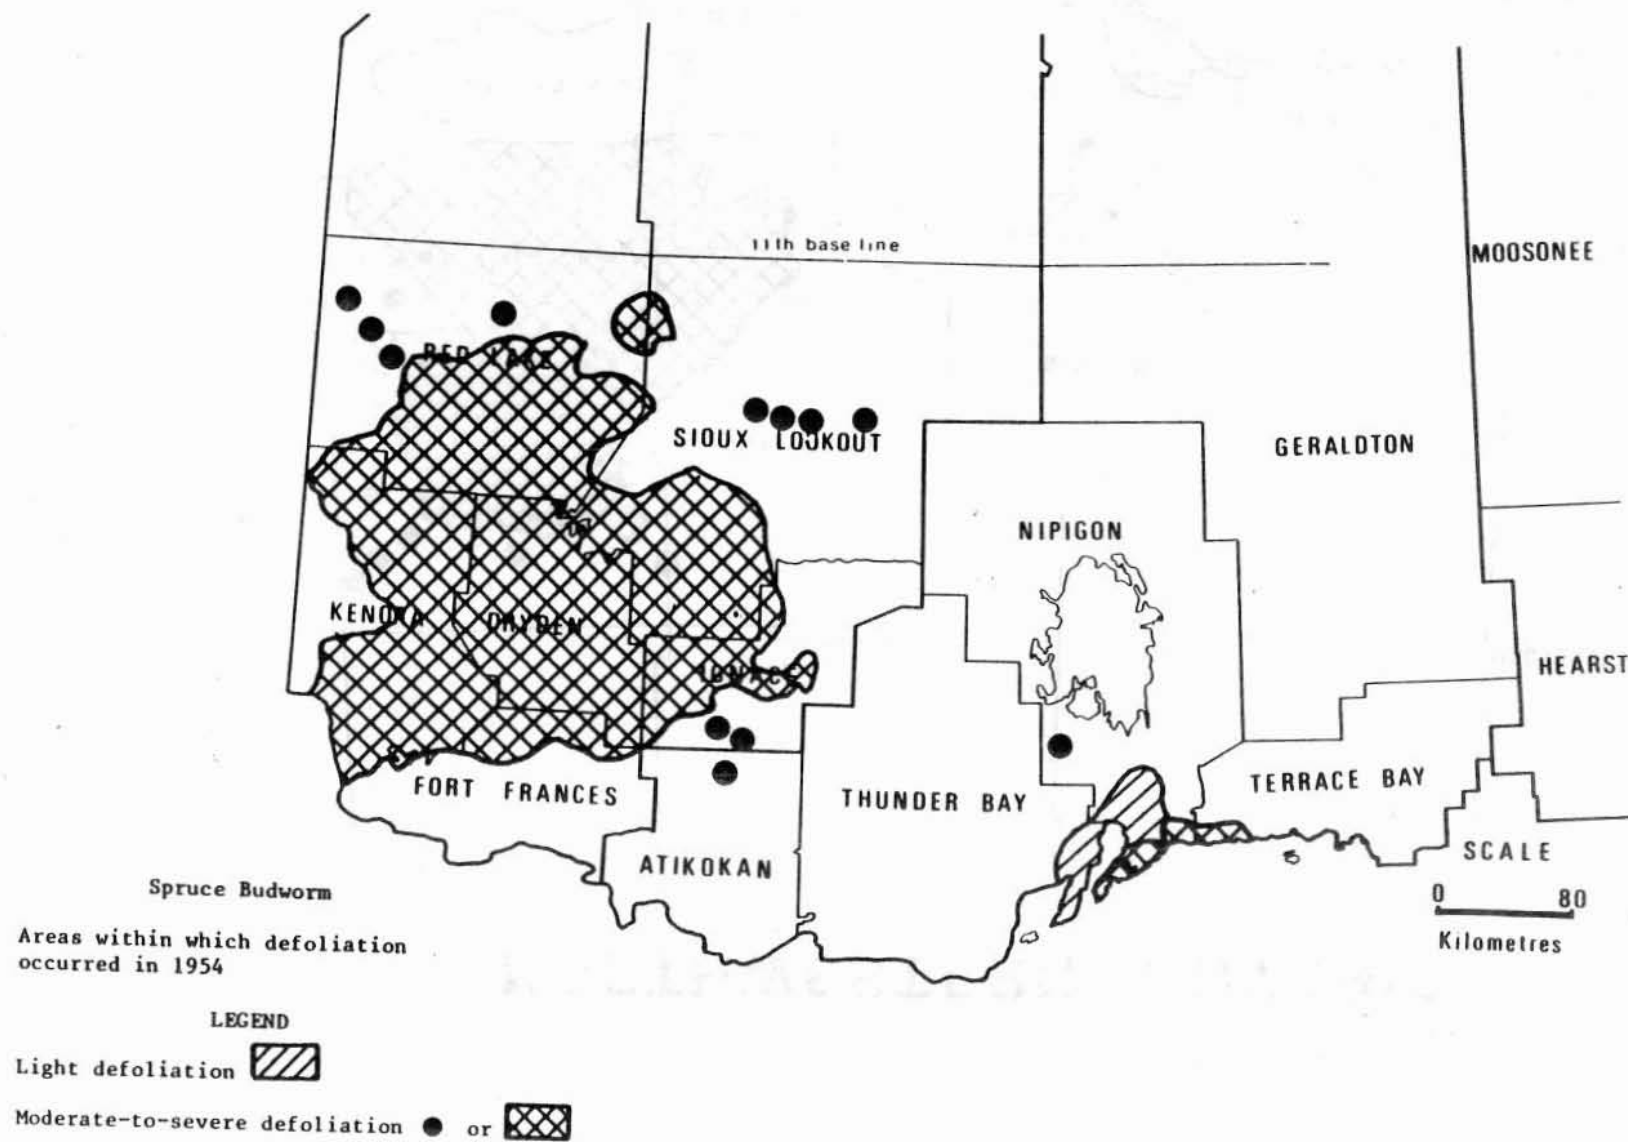 11th base line
MOOSONEE
RED LAKE
SIOUX LOOKOUT
GERALDTON
NIPIGON
KENORA
DRYDEN
IGNACE
HEARST
FORT FRANCES
THUNDER BAY
TERRACE BAY
ATIKOKAN
SCALE
0 80
Kilometres
Spruce Budworm
Areas within which defoliation
occurred in 1954
LEGEND
Light defoliation
Moderate-to-severe defoliation or